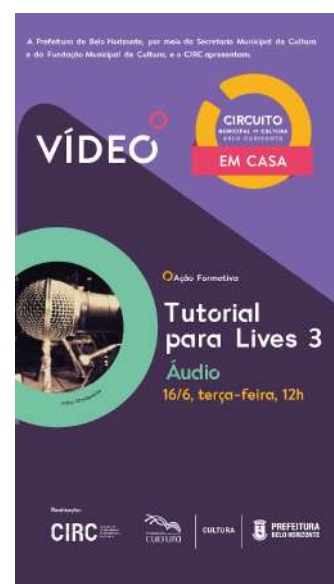 A Prefeitura de Belo Horizonte, por meio da Secretaria Municipal de Cultura
e da Fundação Municipal de Cultura, e o CIRC apresentam:
VÍDEO
CIRCUITO
MUNICIPAL DE CULTURA
BELO HORIZONTE
EM CASA
Ação Formativa
Tutorial
para Lives 3
Áudio
16/6, terça-feira, 12h
Realização:
CIRC
CULTURA
CULTURA
PREFEITURA
BELO HORIZONTE